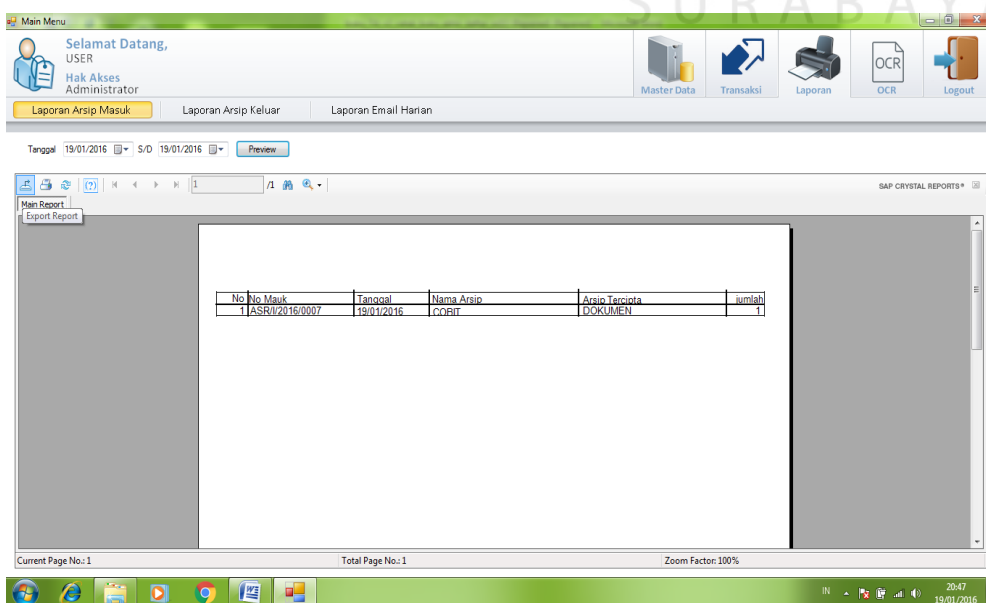 SURABAYA
Main Menu
Selamat Datang,
USER
Hak Akses
Administrator
Master Data
Transaksi
Laporan
OCR
OCR
Logout
Laporan Arsip Masuk
Laporan Arsip Keluar
Laporan Email Harian
Tanggal 19/01/2016 S/D 19/01/2016 Preview
1 /1
SAP CRYSTAL REPORTS®
Main Report
Export Report
No No Mauk Tanggal Nama Arsip Arsip Tercipta jumlah
1 ASR/I/2016/0007 19/01/2016 COBIT DOKUMEN 1
Current Page No.: 1 Total Page No.: 1 Zoom Factor: 100%
IN 20:47
19/01/2016